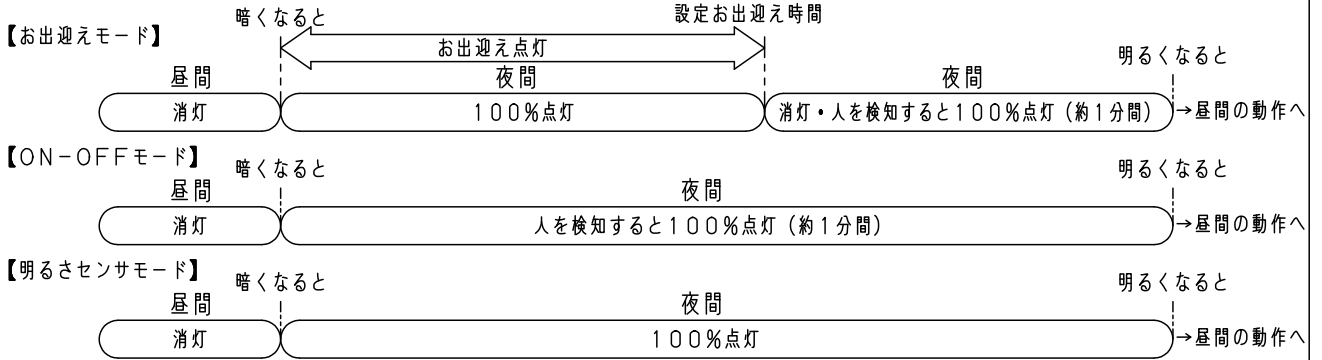 【お出迎えモード】
暗くなると
設定お出迎え時間
お出迎え点灯
明るくなると
昼間
夜間
夜間
消灯
100%点灯
消灯・人を検知すると100%点灯(約1分間)
→昼間の動作へ
【ON-OFFモード】
暗くなると
明るくなると
昼間
夜間
消灯
人を検知すると100%点灯(約1分間)
→昼間の動作へ
【明るさセンサモード】
暗くなると
明るくなると
昼間
夜間
消灯
100%点灯
→昼間の動作へ